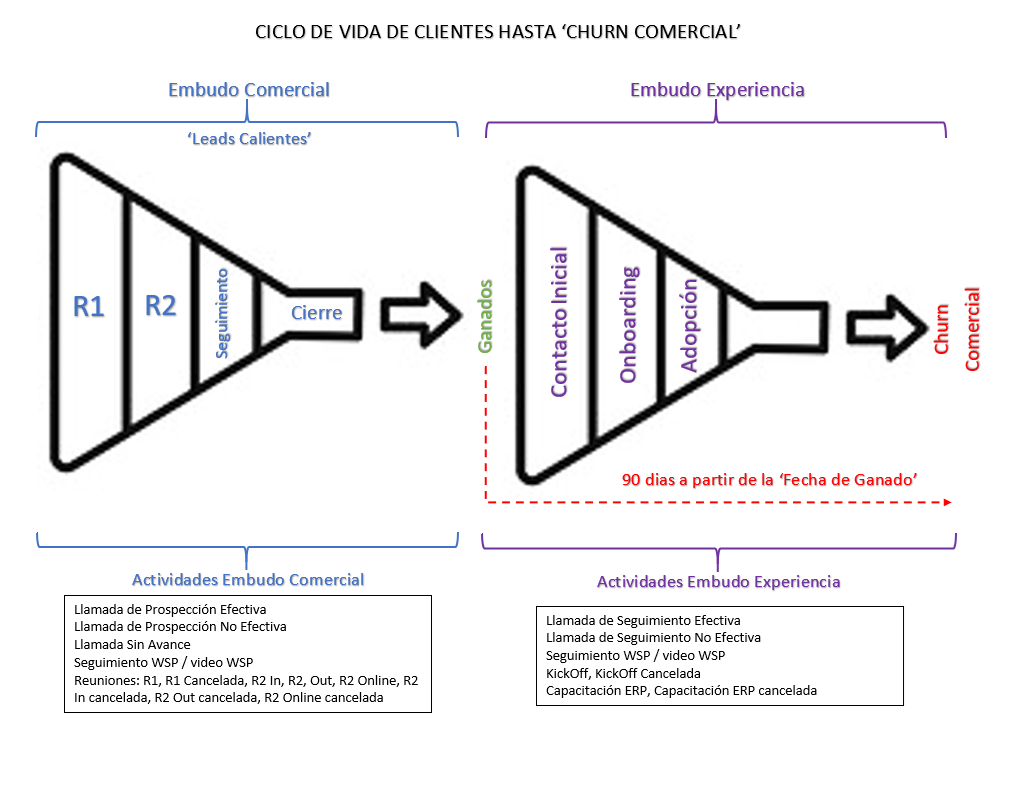 CICLO DE VIDA DE CLIENTES HASTA ‘CHURN COMERCIAL’
Embudo Comercial
‘Leads Calientes’
R1
R2
Seguimiento
Cierre
Ganados
Embudo Experiencia
Contacto Inicial
Onboarding
Adopción
Churn
Comercial
90 dias a partir de la ‘Fecha de Ganado’
Actividades Embudo Comercial
Llamada de Prospección Efectiva
Llamada de Prospección No Efectiva
Llamada Sin Avance
Seguimiento WSP / video WSP
Reuniones: R1, R1 Cancelada, R2 In, R2, Out, R2 Online, R2
In cancelada, R2 Out cancelada, R2 Online cancelada
Actividades Embudo Experiencia
Llamada de Seguimiento Efectiva
Llamada de Seguimiento No Efectiva
Seguimiento WSP / video WSP
KickOff, KickOff Cancelada
Capacitación ERP, Capacitación ERP cancelada